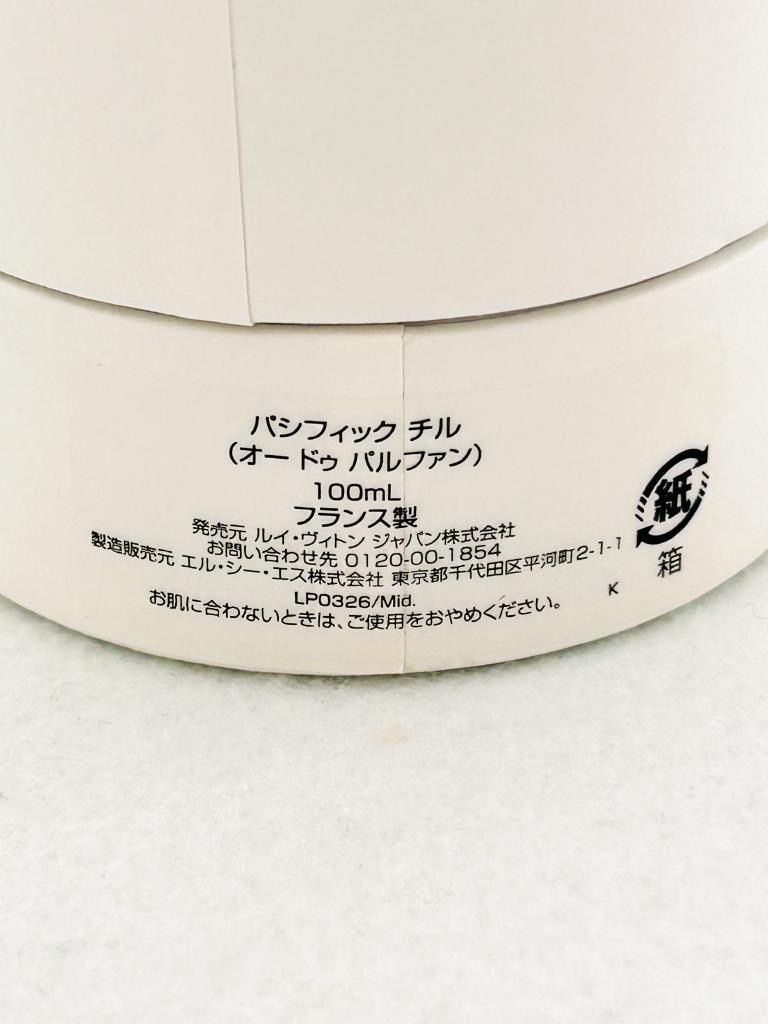 パシフィック チル
（オー ドゥ パルファン）
100mL
フランス製
発売元 ルイ・ヴィトン ジャパン株式会社
お問い合わせ先 0120-00-1854
製造販売元 エル・シー・エス株式会社 東京都千代田区平河町2-1-1
LP0326/Mid.
お肌に合わないときは、ご使用をおやめください。
紙
箱
K